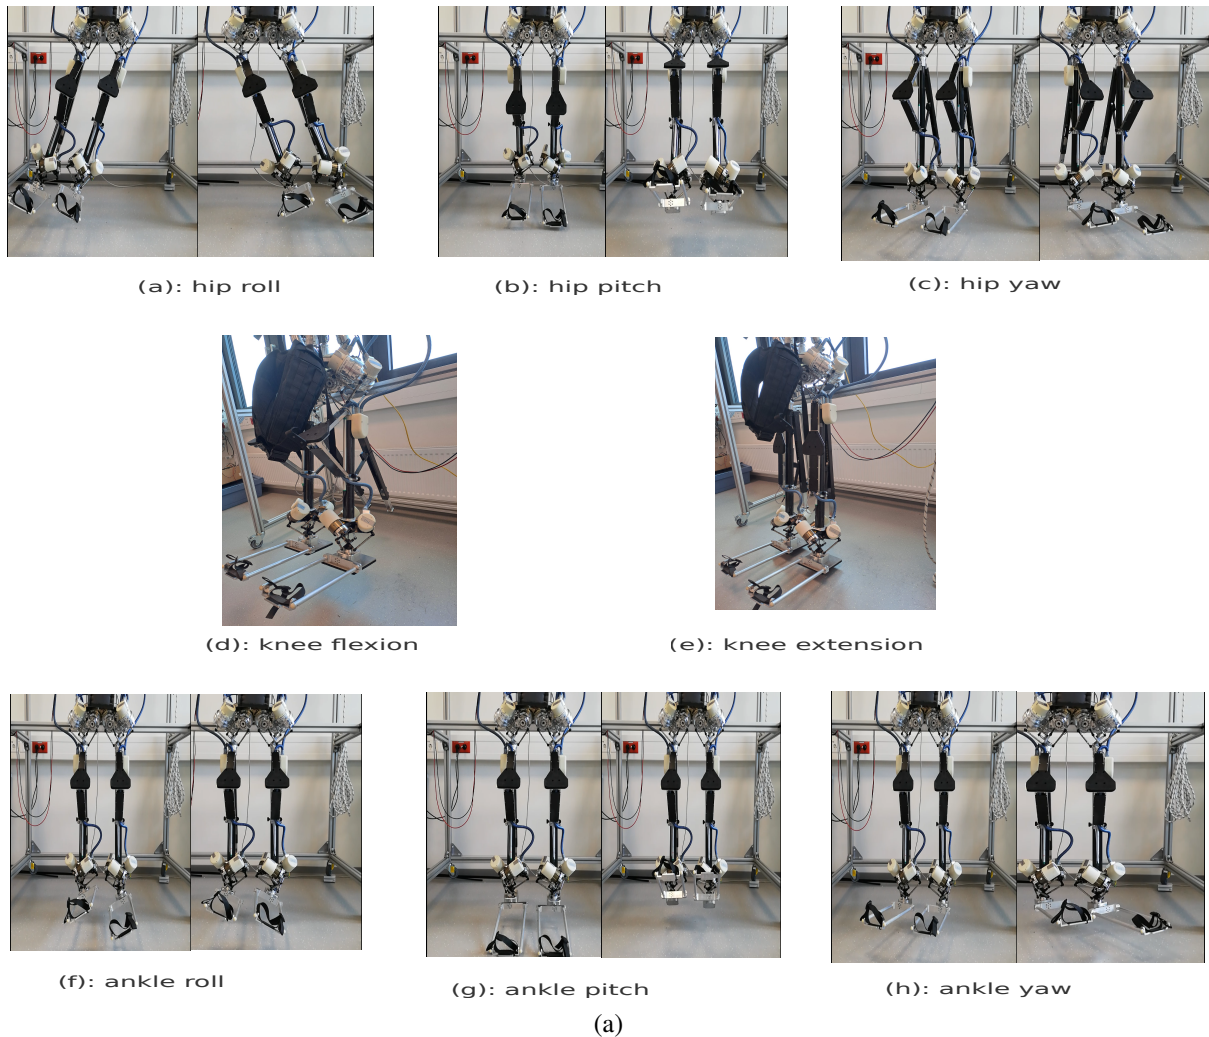 (a): hip roll
(b): hip pitch
(c): hip yaw
(d): knee flexion
(e): knee extension
(f): ankle roll
(g): ankle pitch
(h): ankle yaw
(a)